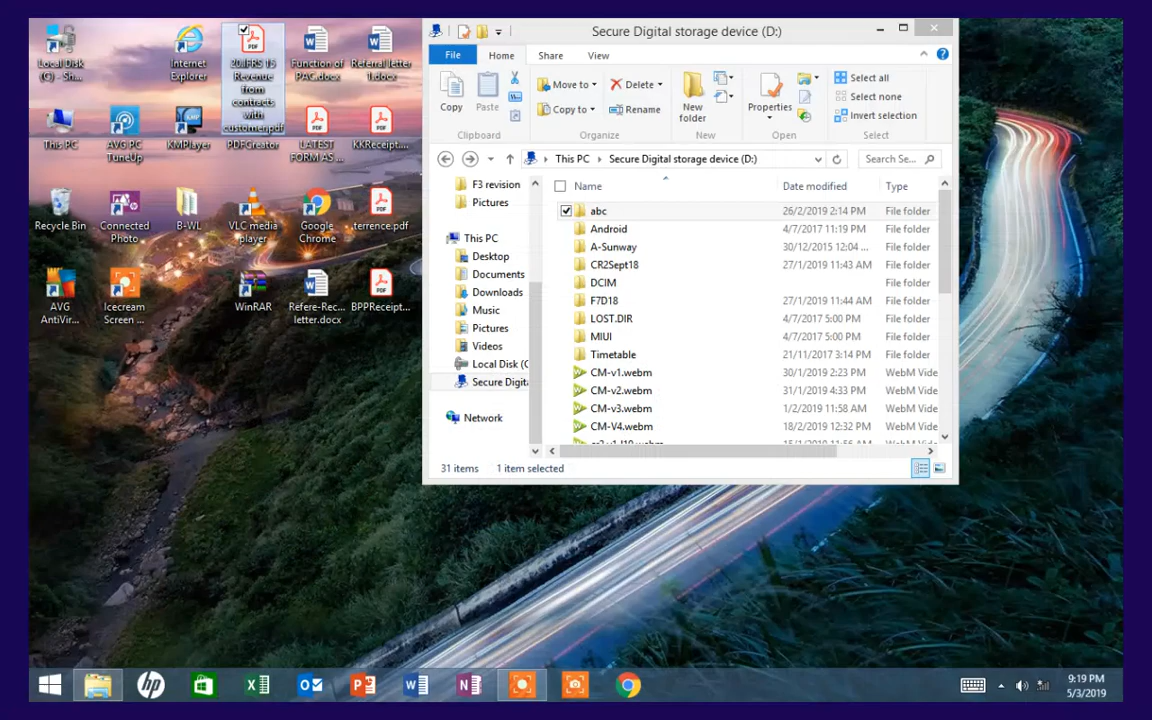 Local Disk
(C) - Sh...
Internet
Explorer
20.IFRS 15
Revenue
from
contracts
with
customer.pdf
Function of
PAC.docx
Referral letter
1.docx
This PC
AVG PC
TuneUp
KMPlayer
PDFCreator
LATEST
FORM AS ...
KKReceipt....
Recycle Bin
Connected
Photo
B-WL
VLC media
player
Google
Chrome
.terrence.pdf
AVG
AntiVir...
Icecream
Screen ...
WinRAR
Refere-Rec...
letter.docx
BPPReceipt...
Secure Digital storage device (D:)
File
Home
Share
View
Copy
Paste
Clipboard
Move to
Copy to
Delete
Rename
Organize
New
folder
New
Properties
Open
Select all
Select none
Invert selection
Select
This PC
Secure Digital storage device (D:)
Search Se...
F3 revision
Pictures
This PC
Desktop
Documents
Downloads
Music
Pictures
Videos
Local Disk (C
Secure Digit
Network
Name Date modified Type
abc 26/2/2019 2:14 PM File folder
Android 4/7/2017 11:19 PM File folder
A-Sunway 30/12/2015 12:04 ... File folder
CR2Sept18 27/1/2019 11:43 AM File folder
DCIM File folder
F7D18 27/1/2019 11:44 AM File folder
LOST.DIR 4/7/2017 5:00 PM File folder
MIUI 4/7/2017 5:00 PM File folder
Timetable 21/11/2017 3:14 PM File folder
CM-v1.webm 30/1/2019 2:23 PM WebM Vide
CM-v2.webm 31/1/2019 4:33 PM WebM Vide
CM-v3.webm 1/2/2019 11:58 AM WebM Vide
CM-V4.webm 18/2/2019 12:32 PM WebM Vide
31 items 1 item selected
9:19 PM
5/3/2019